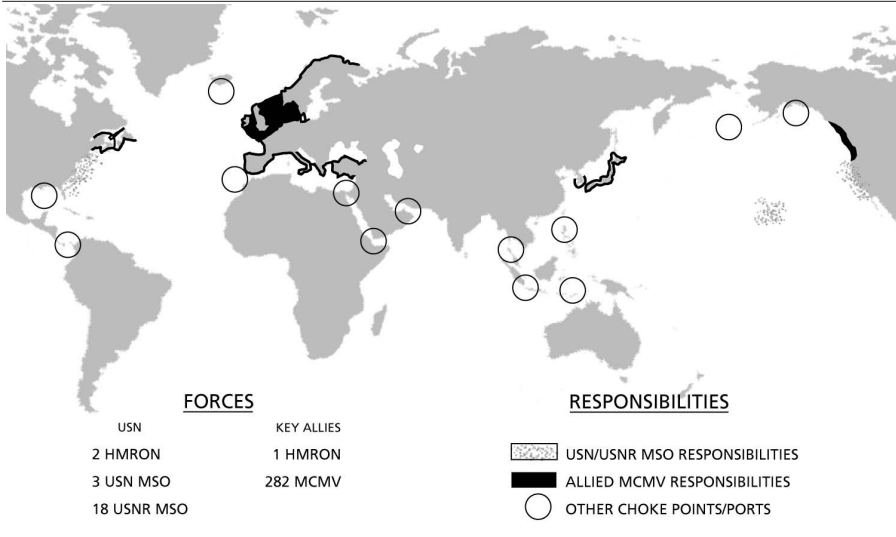 FORCES
USN
KEY ALLIES
2 HMRON
1 HMRON
3 USN MSO
282 MCMV
18 USNR MSO
RESPONSIBILITIES
USN/USNR MSO RESPONSIBILITIES
ALLIED MCMV RESPONSIBILITIES
OTHER CHOKE POINTS/PORTS